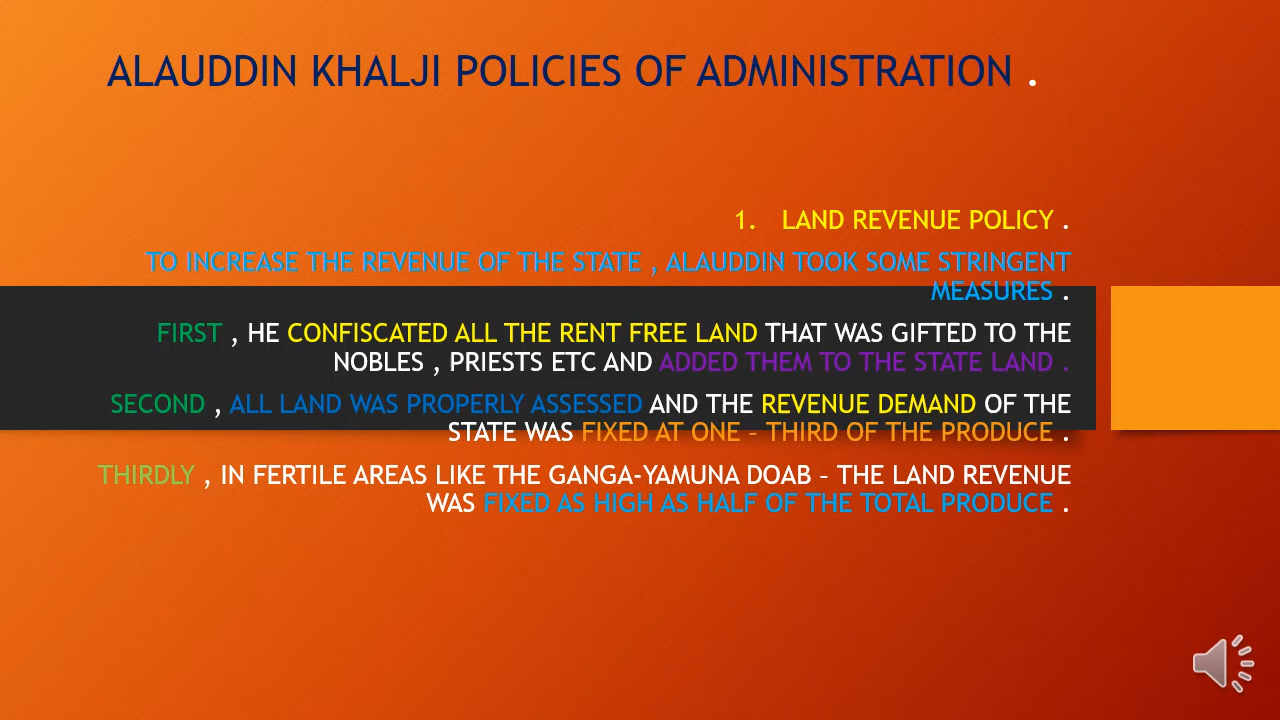 ALAUDDIN KHALJI POLICIES OF ADMINISTRATION .
1. LAND REVENUE POLICY .
TO INCREASE THE REVENUE OF THE STATE , ALAUDDIN TOOK SOME STRINGENT
MEASURES .
FIRST , HE CONFISCATED ALL THE RENT FREE LAND THAT WAS GIFTED TO THE
NOBLES , PRIESTS ETC AND ADDED THEM TO THE STATE LAND .
SECOND , ALL LAND WAS PROPERLY ASSESSED AND THE REVENUE DEMAND OF THE
STATE WAS FIXED AT ONE – THIRD OF THE PRODUCE .
THIRDLY , IN FERTILE AREAS LIKE THE GANGA-YAMUNA DOAB – THE LAND REVENUE
WAS FIXED AS HIGH AS HALF OF THE TOTAL PRODUCE .